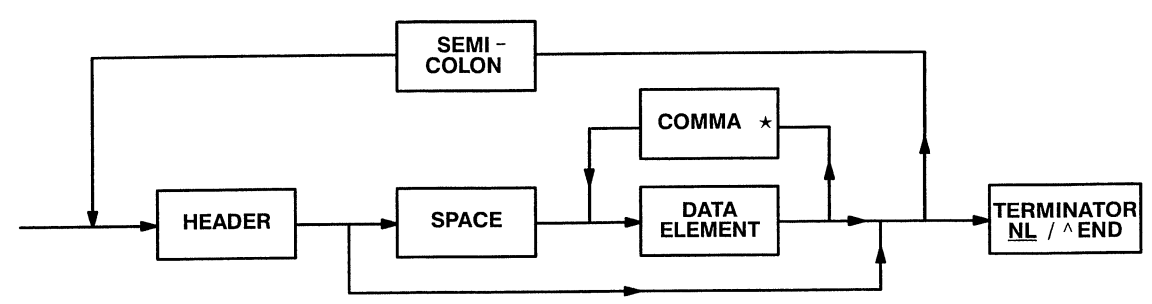 SEMI-
COLON
COMMA ★
HEADER
SPACE
DATA
ELEMENT
TERMINATOR
NL / ^END